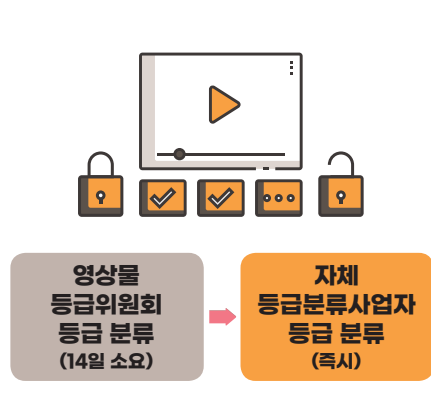 영상물
등급위원회
등급 분류
(14일 소요)
자체
등급분류사업자
등급 분류
(즉시)